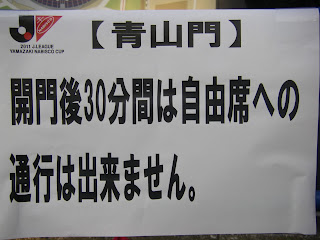 J
2011 J.LEAGUE
YAMAZAKI NABISCO CUP
【青山門】
開門後30分間は自由席への
通行は出来ません。